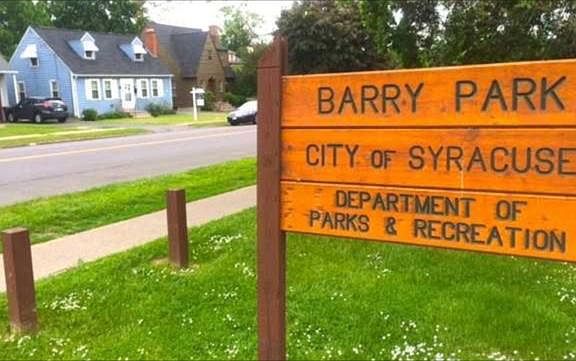 BARRY PARK
CITY OF SYRACUSE
DEPARTMENT OF
PARKS & RECREATION